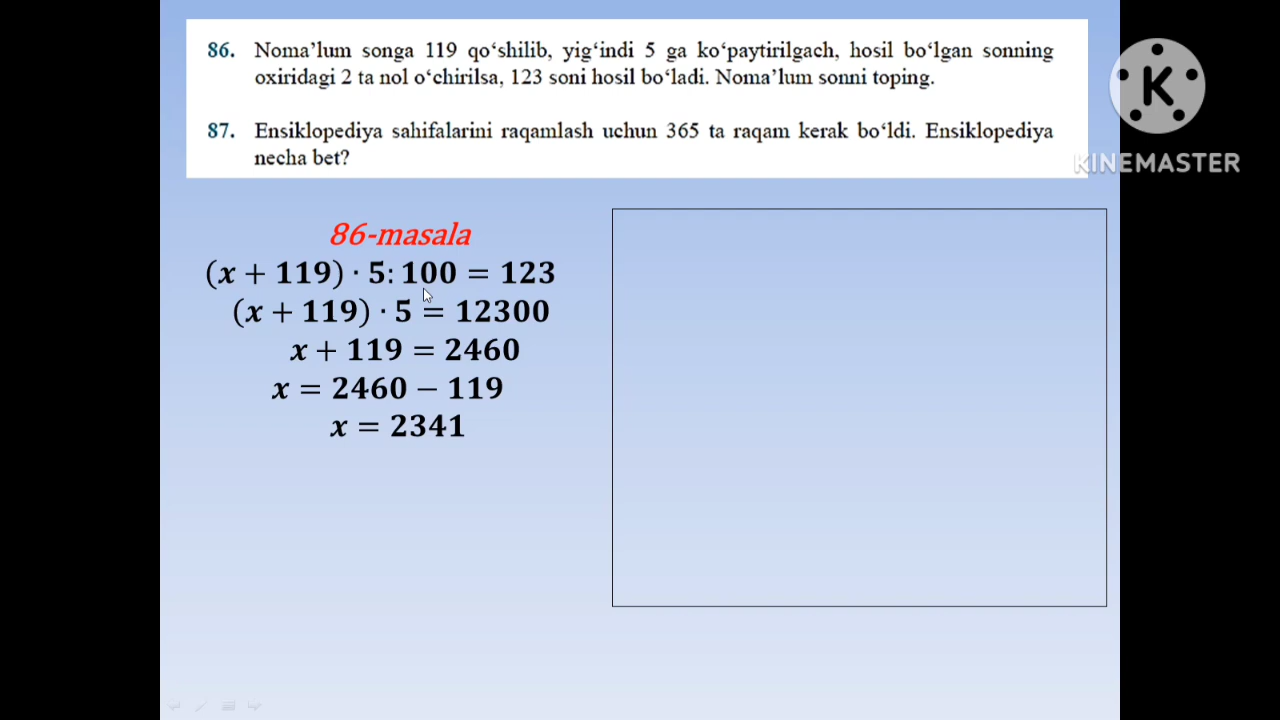 86. Noma’lum songa 119 qo‘shilib, yig‘indi 5 ga ko‘paytirilgach, hosil bo‘lgan sonning
oxiridagi 2 ta nol o‘chirilsa, 123 soni hosil bo‘ladi. Noma’lum sonni toping.
87. Ensiklopediya sahifalarini raqamlash uchun 365 ta raqam kerak bo‘ldi. Ensiklopediya
necha bet?
K
KINEMASTER
86-masala
(x + 119) · 5: 100 = 123
(x + 119) · 5 = 12300
x + 119 = 2460
x = 2460 − 119
x = 2341